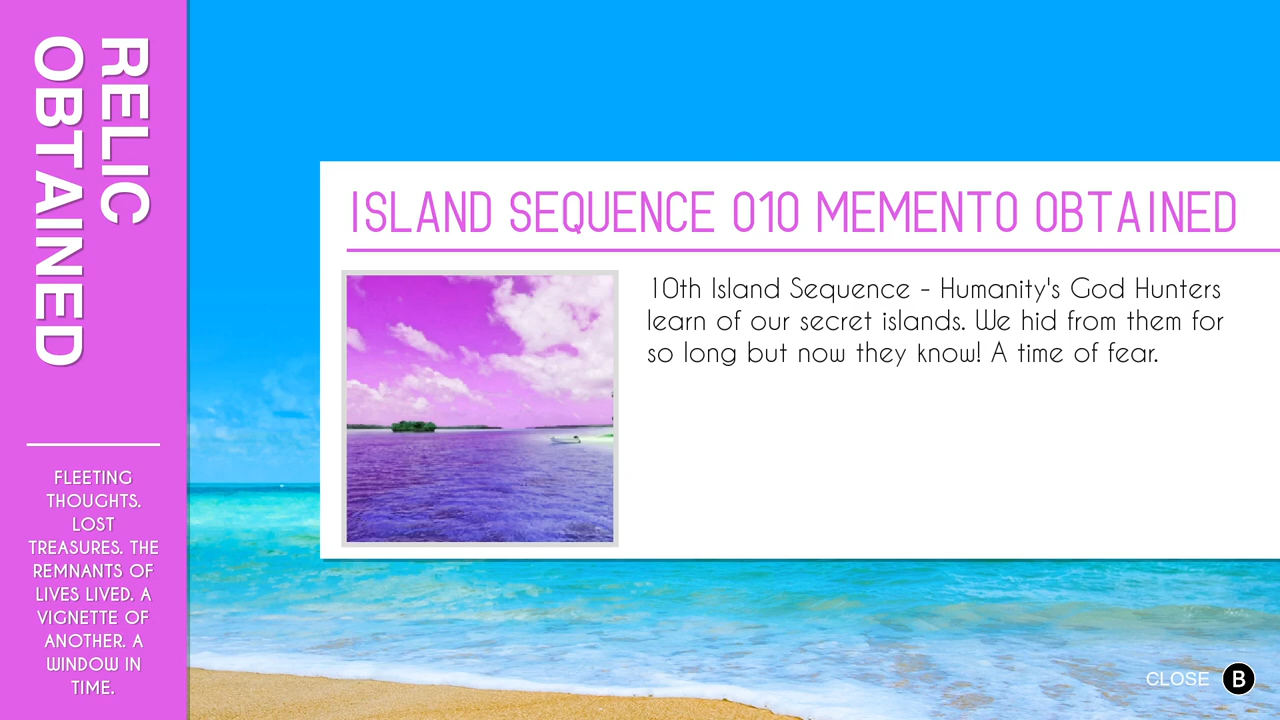 RELIC
OBTAINED
FLEETING
THOUGHTS.
LOST
TREASURES. THE
REMNANTS OF
LIVES LIVED. A
VIGNETTE OF
ANOTHER. A
WINDOW IN
TIME.
ISLAND SEQUENCE 010 MEMENTO OBTAINED
10th Island Sequence - Humanity's God Hunters
learn of our secret islands. We hid from them for
so long but now they know! A time of fear.
CLOSE B